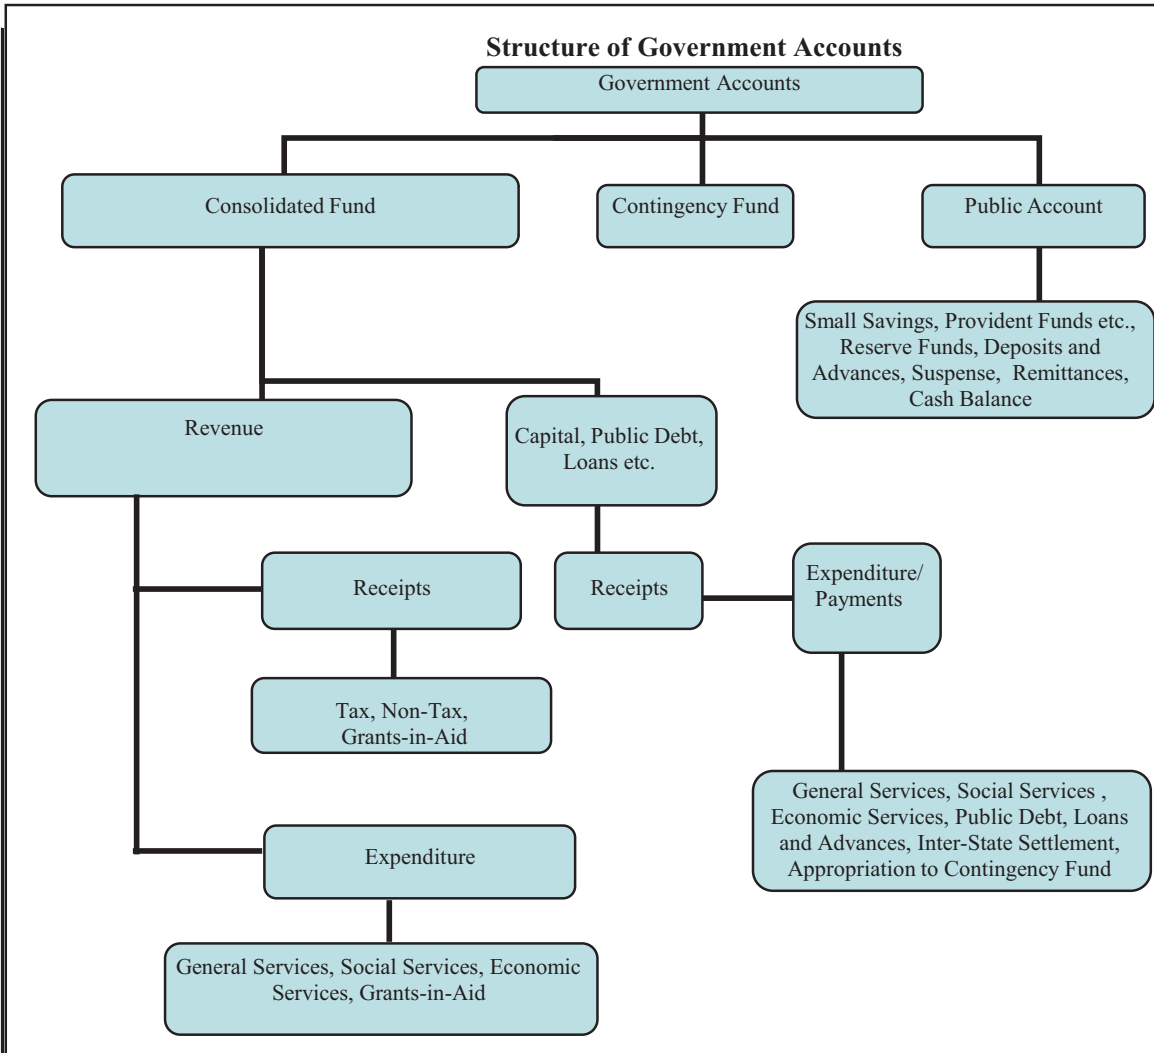 Structure of Government Accounts
Government Accounts
Consolidated Fund
Contingency Fund
Public Account
Small Savings, Provident Funds etc.,
Reserve Funds, Deposits and
Advances, Suspense, Remittances,
Cash Balance
Revenue
Capital, Public Debt,
Loans etc.
Receipts
Receipts
Expenditure/
Payments
Tax, Non-Tax,
Grants-in-Aid
General Services, Social Services ,
Economic Services, Public Debt, Loans
and Advances, Inter-State Settlement,
Appropriation to Contingency Fund
Expenditure
General Services, Social Services, Economic
Services, Grants-in-Aid